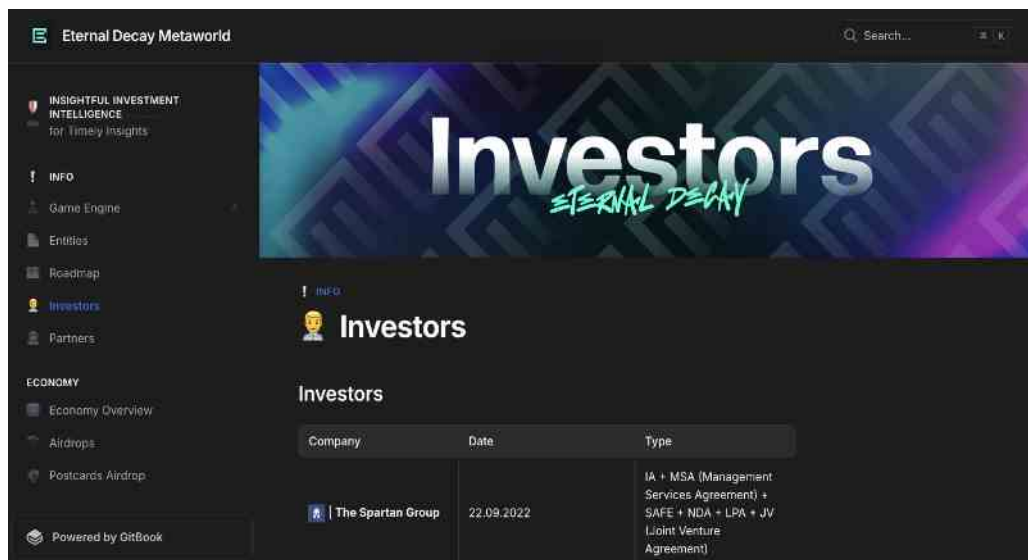 Eternal Decay Metaworld
Search...
⌘ K
INSIGHTFUL INVESTMENT
INTELLIGENCE
for Timely Insights
INFO
Game Engine
Entities
Roadmap
Investors
Partners
ECONOMY
Economy Overview
Airdrops
Postcards Airdrop
Powered by GitBook
Investors
ETERNAL DECAY
INFO
Investors
Investors
Company Date Type
| The Spartan Group 22.09.2022
IA + MSA (Management
Services Agreement) +
SAFE + NDA + LPA + JV
(Joint Venture
Agreement)